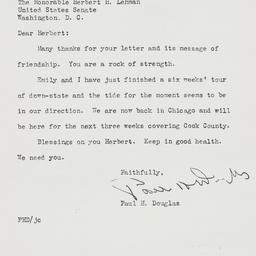 The Honorable Herbert H. Lehman
United States Senate
Washington, D. C.
Dear Herbert:
Many thanks for your letter and its message of
friendship. You are a rock of strength.
Emily and I have just finished a six weeks' tour
of down-state and the tide for the moment seems to be
in our direction. We are now back in Chicago and will
be here for the next three weeks covering Cook County.
Blessings on you Herbert. Keep in good health.
We need you.
Faithfully,
Paul H. Douglas
Paul H. Douglas
PHD/jc